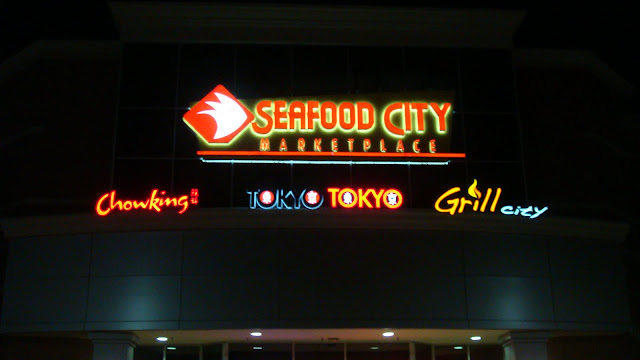 SEAFOOD CITY
MARKETPLACE
Chowking
TOKYO TOKYO
Grill city